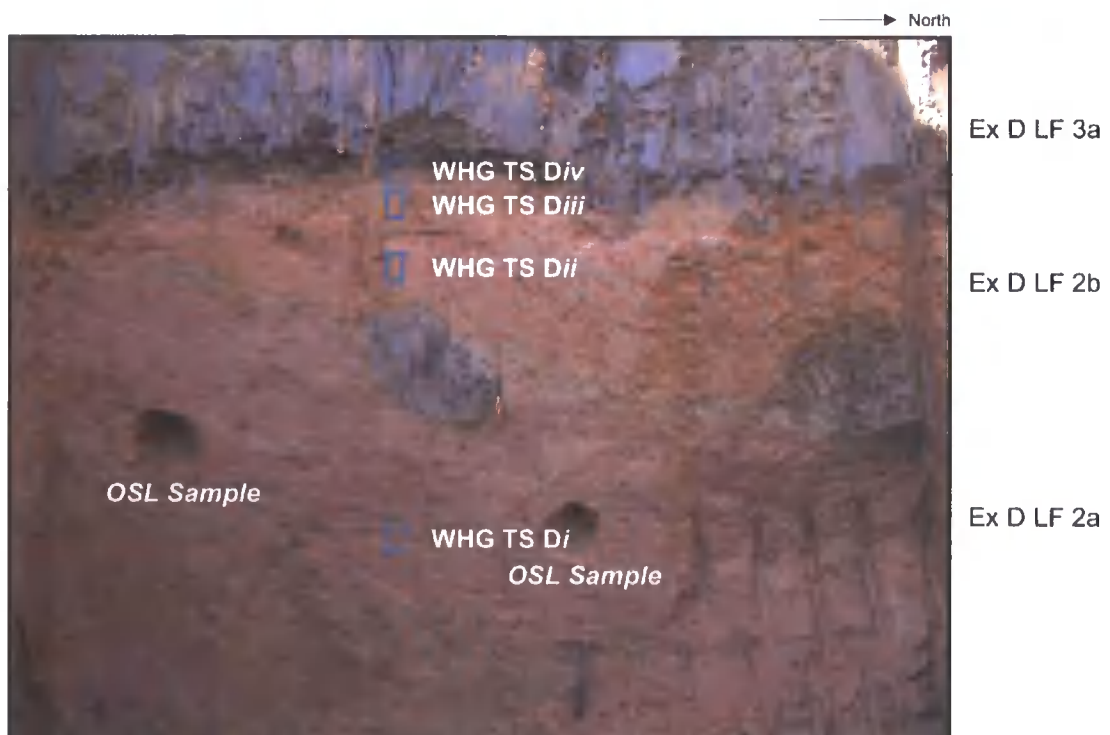 North
Ex D LF 3a
WHG TS Div
WHG TS Diii
WHG TS Dii
Ex D LF 2b
OSL Sample
Ex D LF 2a
WHG TS Di
OSL Sample